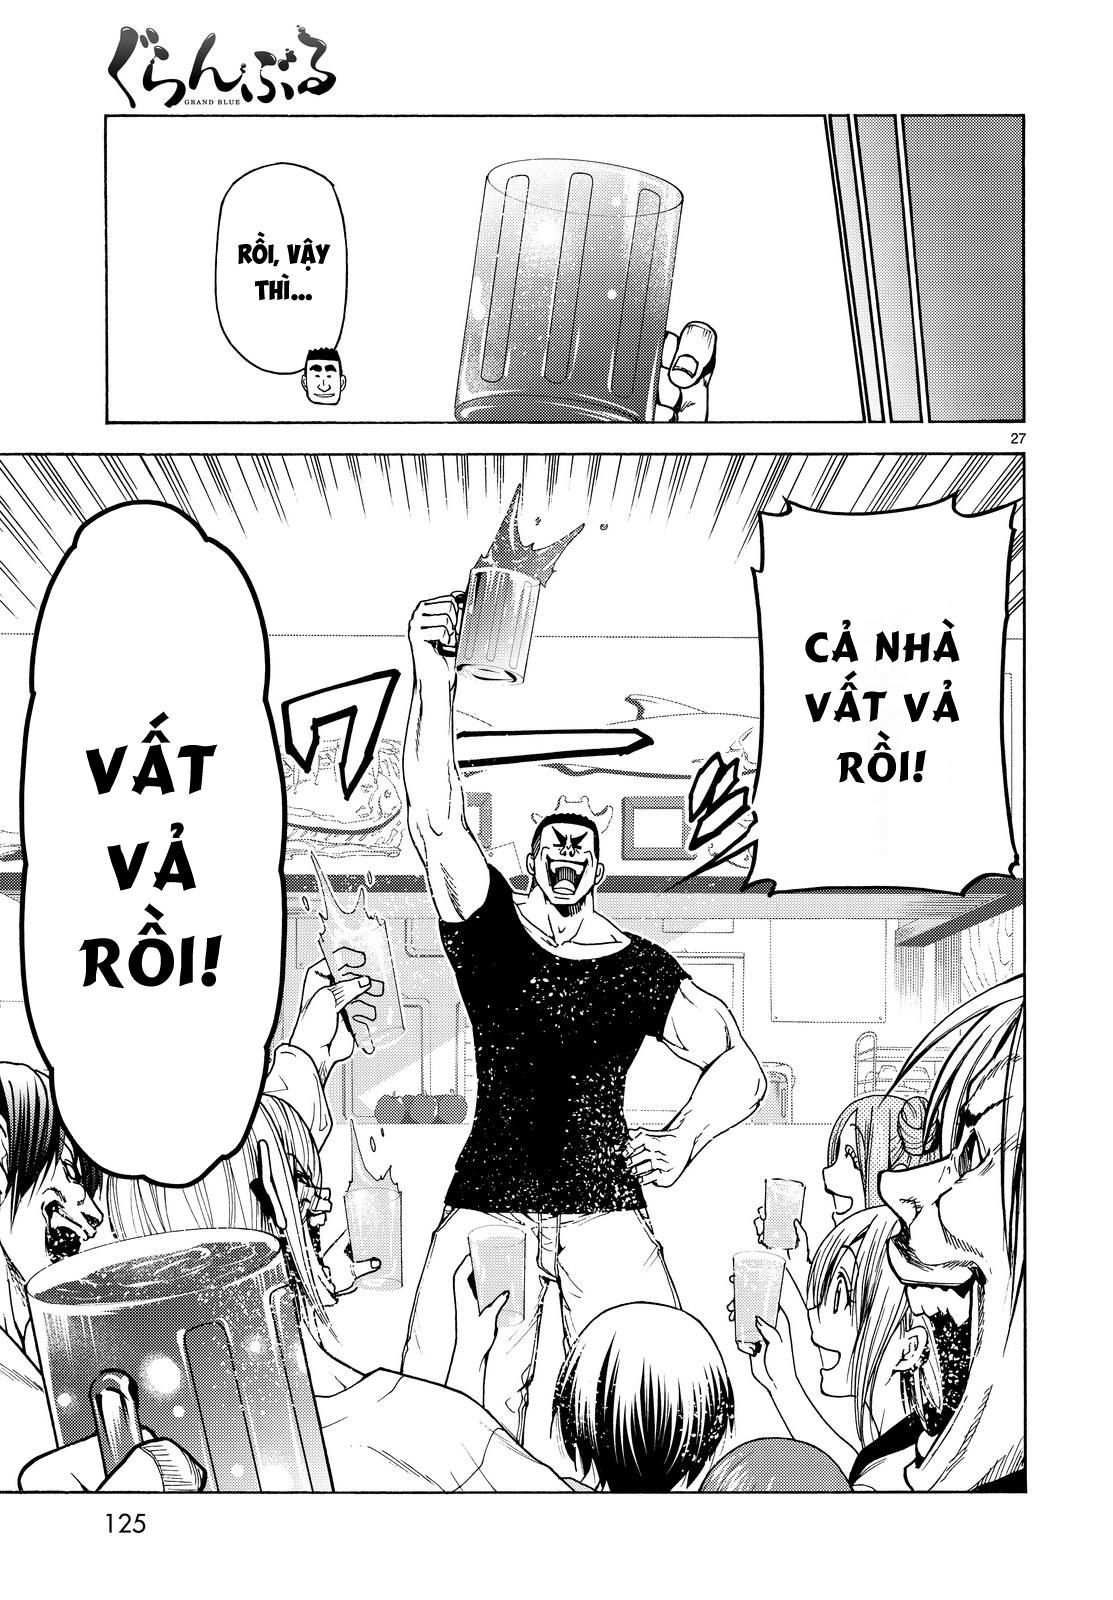 ぐらんぶる
GRAND BLUE
RỒI, VẬY
THÌ...
27
CẢ NHÀ
VẤT VẢ
RỒI!
VẤT
VẢ
RỒI!
125